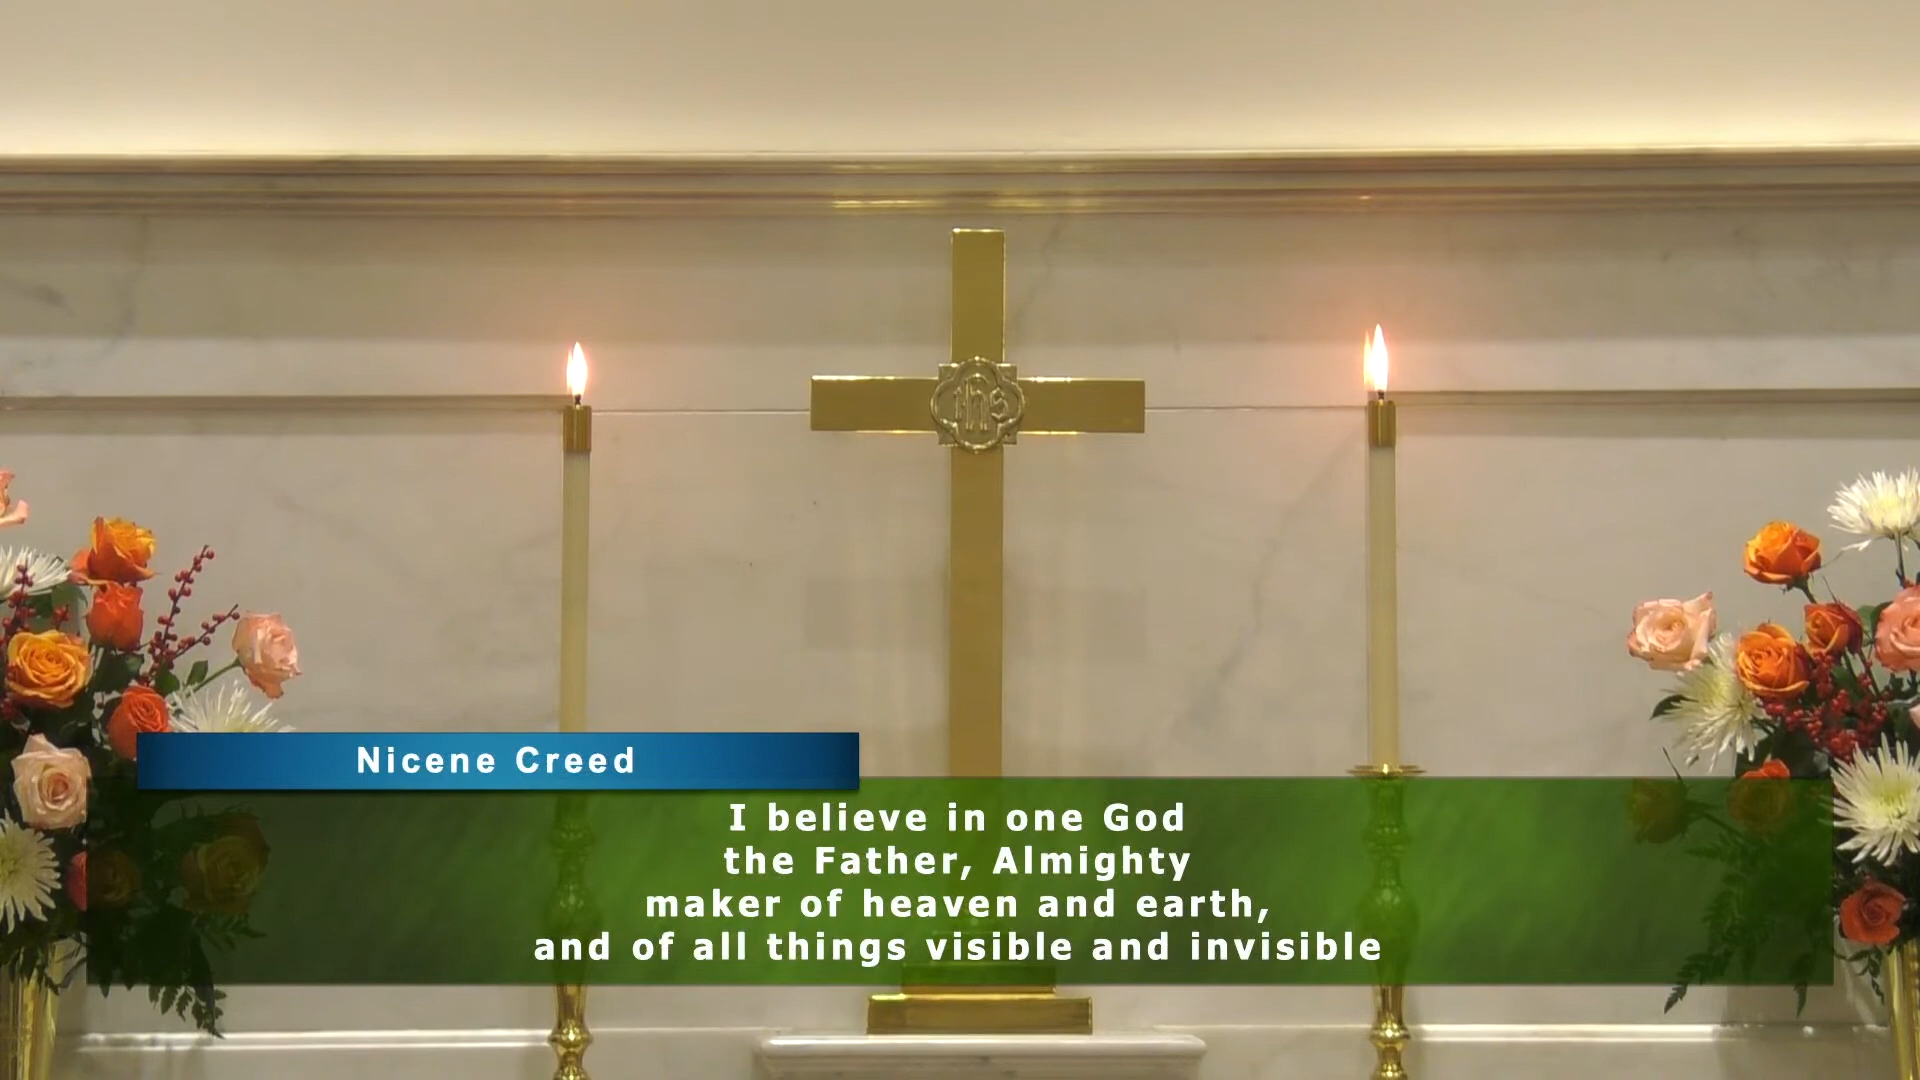 ihs
Nicene Creed
I believe in one God
the Father, Almighty
maker of heaven and earth,
and of all things visible and invisible